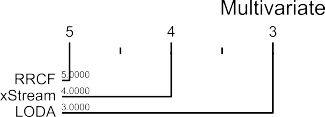 Multivariate
5 4 3
RRCF 5.0000
xStream 4.0000
LODA 3.0000